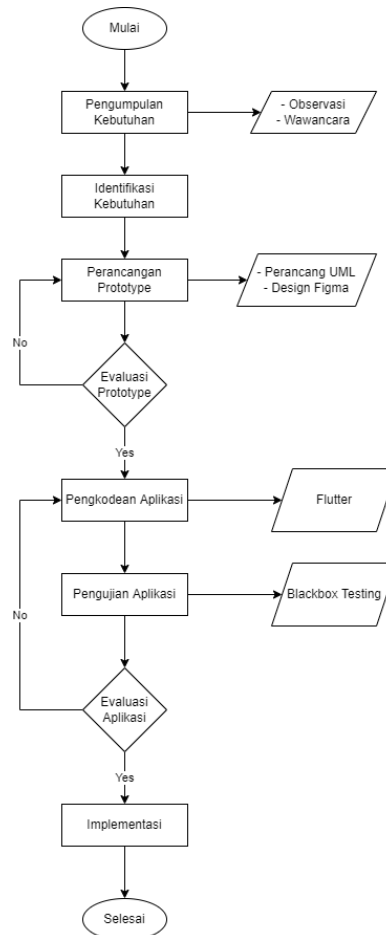 Mulai
Pengumpulan
Kebutuhan
- Observasi
- Wawancara
Identifikasi
Kebutuhan
Perancangan
Prototype
- Perancang UML
- Design Figma
No
Evaluasi
Prototype
Yes
Pengkodean Aplikasi
Flutter
Pengujian Aplikasi
Blackbox Testing
No
Evaluasi
Aplikasi
Yes
Implementasi
Selesai